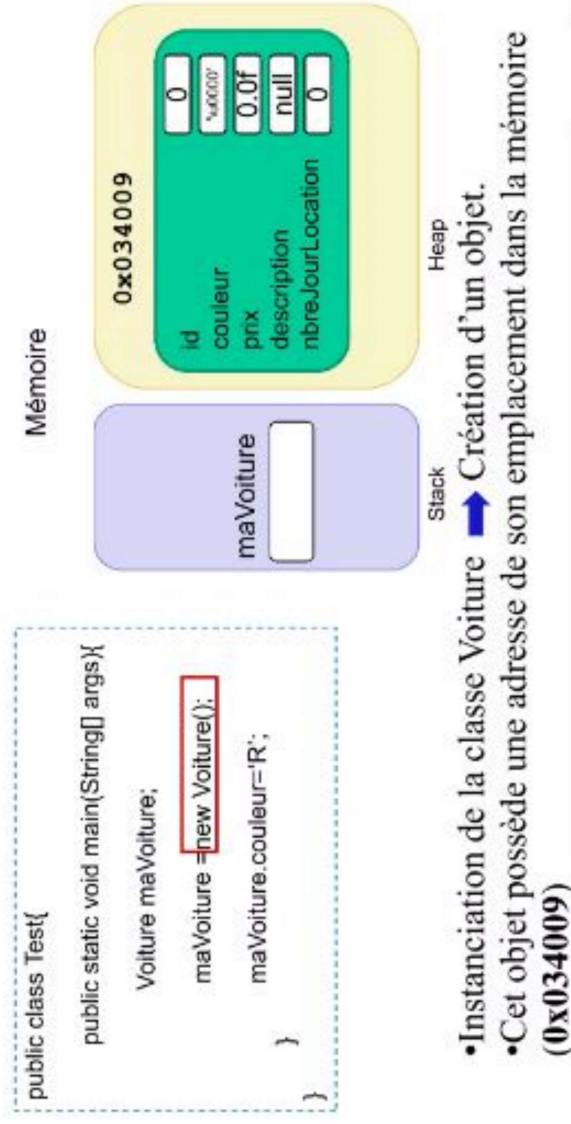 public class Test{
public static void main(String[] args){
Voiture maVoiture;
maVoiture =new Voiture();
maVoiture.couleur='R';
}
}
Mémoire
maVoiture
Stack
0x034009
id 0
couleur '\u0000'
prix 0.0f
description null
nbreJourLocation 0
Heap
•Instanciation de la classe Voiture ➡ Création d'un objet.
•Cet objet possède une adresse de son emplacement dans la mémoire
(0x034009)